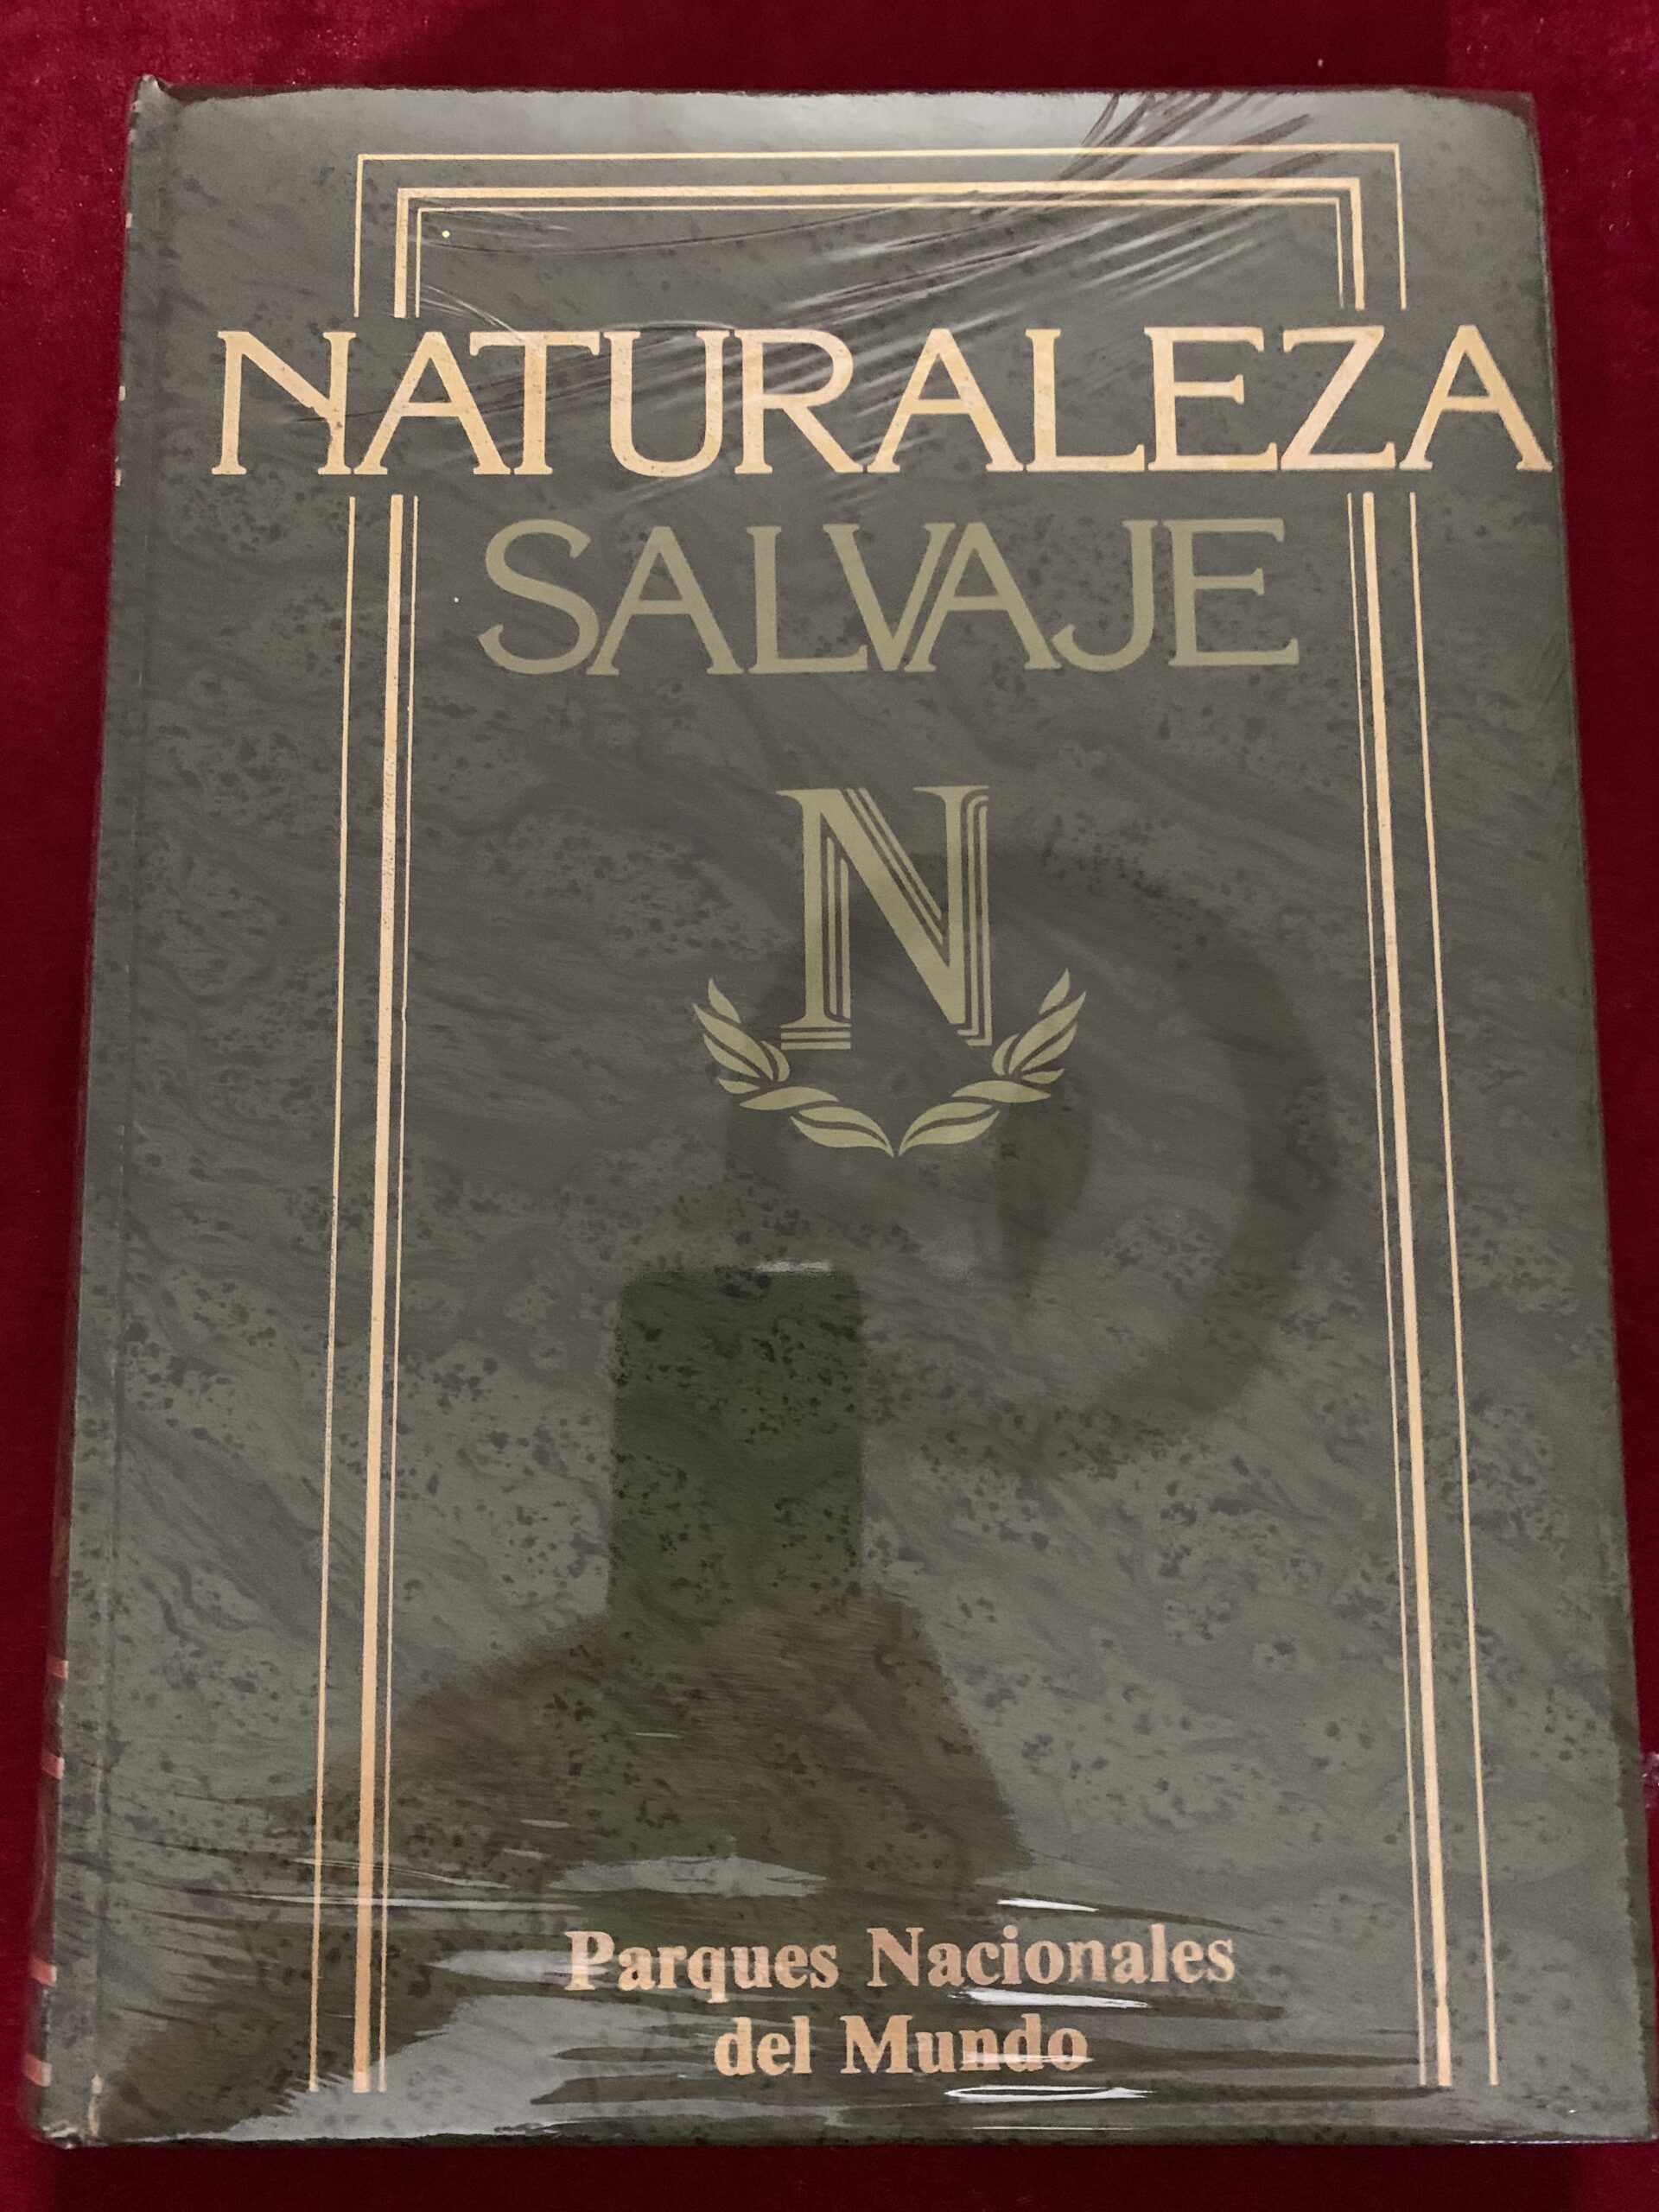 NATURALEZA
SALVAJE
N
Parques Nacionales
del Mundo